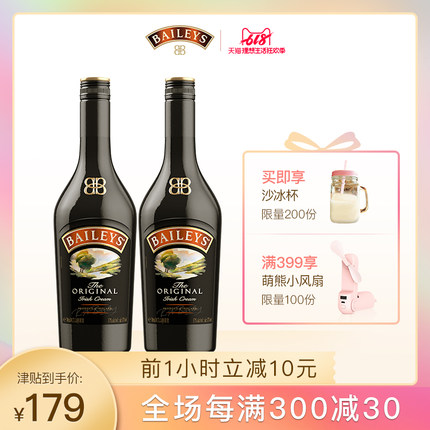 BAILEYS
618
天猫理想生活狂欢季
BAILEYS
The
ORIGINAL
Irish Cream
BAILEYS
The
ORIGINAL
Irish Cream
买即享
沙冰杯
限量200份
满399享
萌熊小风扇
限量100份
津贴到手价:
¥179
前1小时立减10元
全场每满300减30